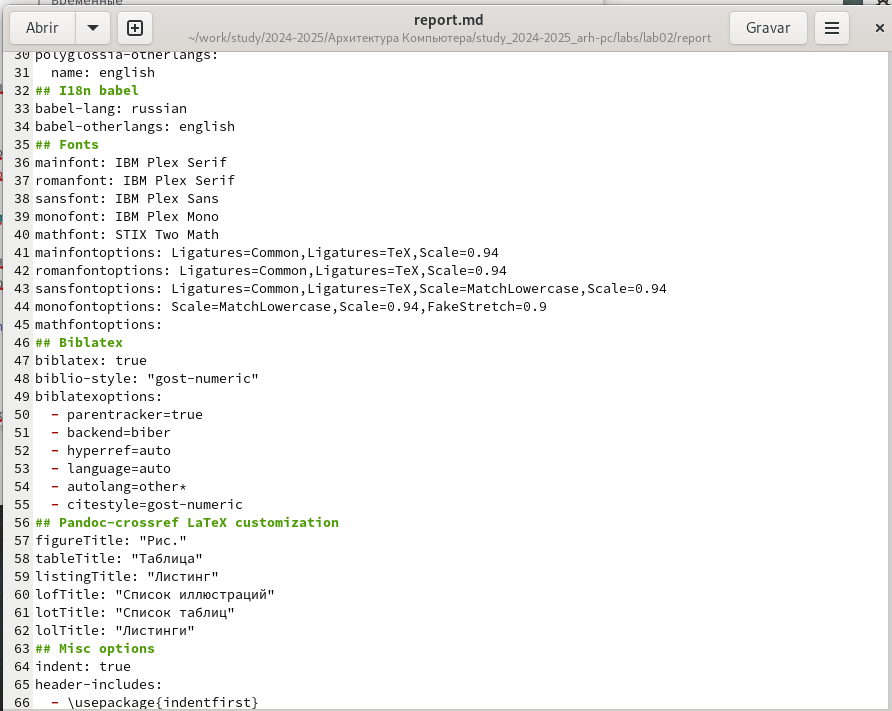 Временные
Abrir
report.md
~/work/study/2024-2025/Архитектура Компьютера/study_2024-2025_arh-pc/labs/lab02/report
Gravar
30 polyglossia-otherlangs:
31   name: english
32 ## I18n babel
33 babel-lang: russian
34 babel-otherlangs: english
35 ## Fonts
36 mainfont: IBM Plex Serif
37 romanfont: IBM Plex Serif
38 sansfont: IBM Plex Sans
39 monofont: IBM Plex Mono
40 mathfont: STIX Two Math
41 mainfontoptions: Ligatures=Common,Ligatures=TeX,Scale=0.94
42 romanfontoptions: Ligatures=Common,Ligatures=TeX,Scale=0.94
43 sansfontoptions: Ligatures=Common,Ligatures=TeX,Scale=MatchLowercase,Scale=0.94
44 monofontoptions: Scale=MatchLowercase,Scale=0.94,FakeStretch=0.9
45 mathfontoptions:
46 ## Biblatex
47 biblatex: true
48 biblio-style: "gost-numeric"
49 biblatexoptions:
50   - parentracker=true
51   - backend=biber
52   - hyperref=auto
53   - language=auto
54   - autolang=other*
55   - citestyle=gost-numeric
56 ## Pandoc-crossref LaTeX customization
57 figureTitle: "Рис."
58 tableTitle: "Таблица"
59 listingTitle: "Листинг"
60 lofTitle: "Список иллюстраций"
61 lotTitle: "Список таблиц"
62 lolTitle: "Листинги"
63 ## Misc options
64 indent: true
65 header-includes:
66   - \usepackage{indentfirst}